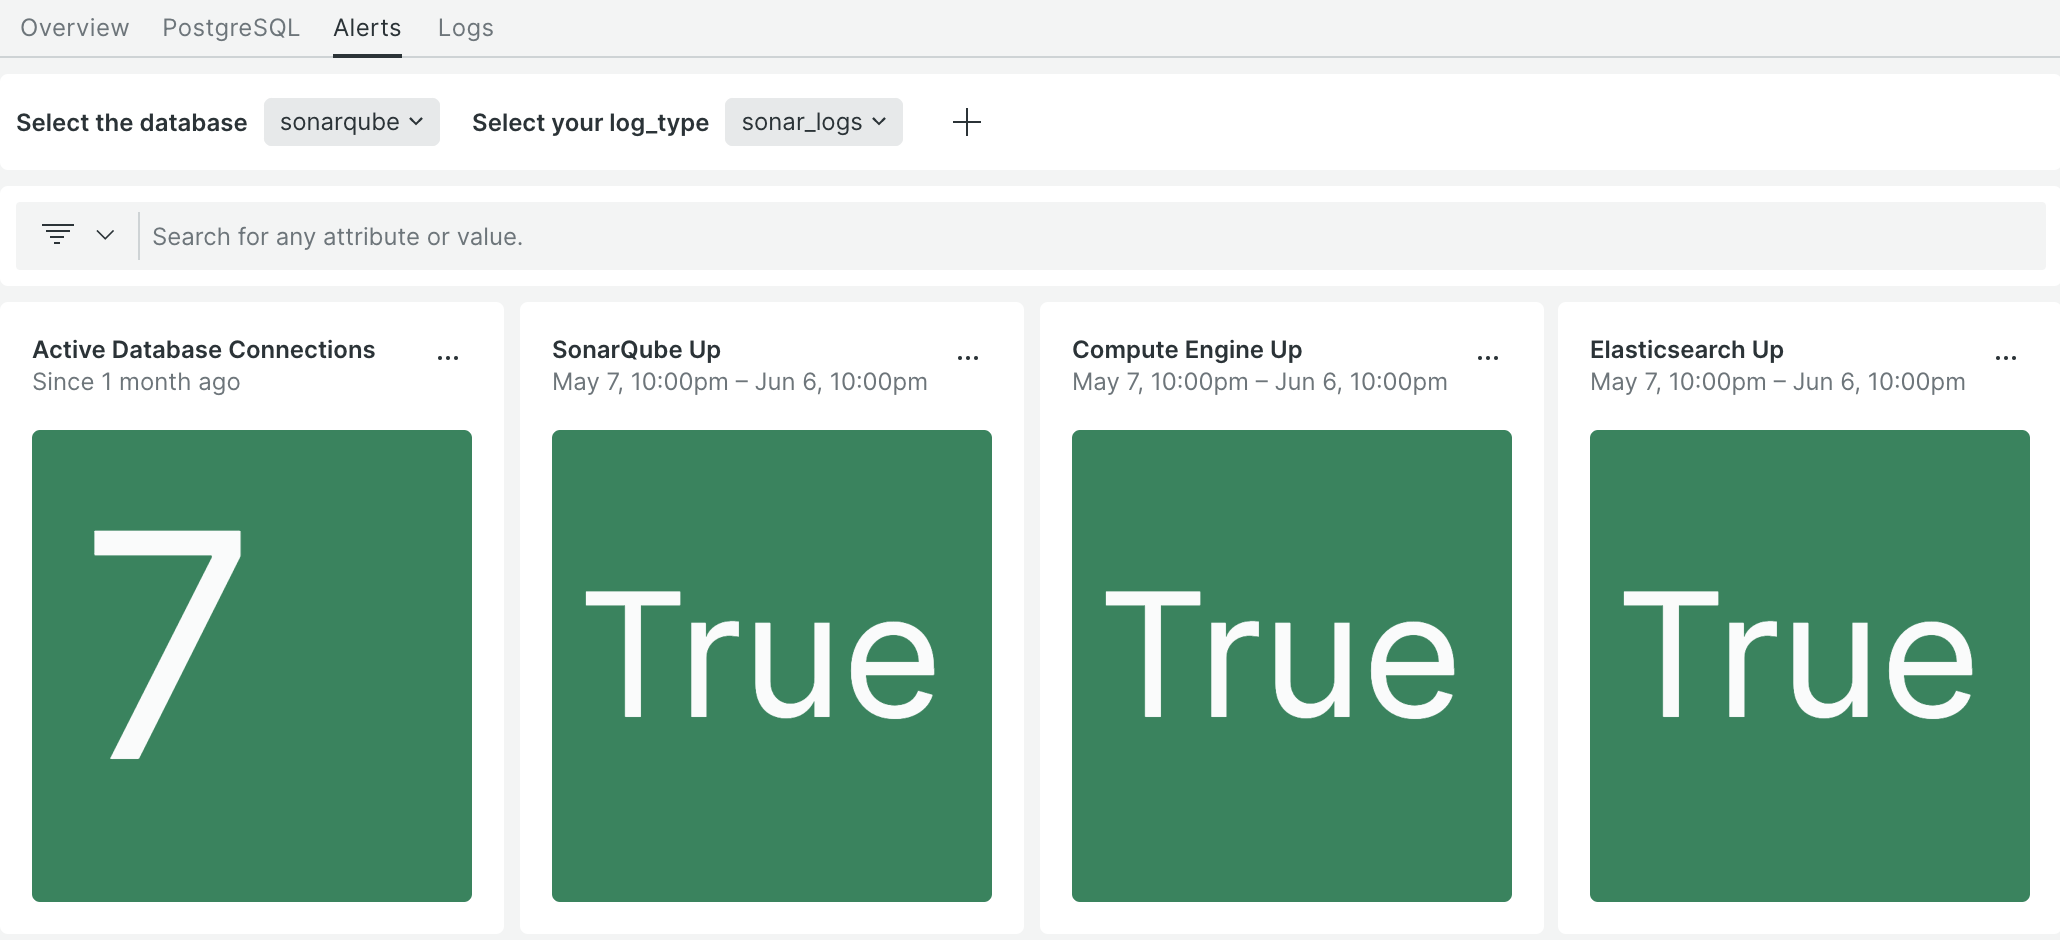 Overview PostgreSQL Alerts Logs
Select the database sonarqube Select your log_type sonar_logs
Search for any attribute or value.
Active Database Connections
Since 1 month ago
7
SonarQube Up
May 7, 10:00pm – Jun 6, 10:00pm
True
Compute Engine Up
May 7, 10:00pm – Jun 6, 10:00pm
True
Elasticsearch Up
May 7, 10:00pm – Jun 6, 10:00pm
True